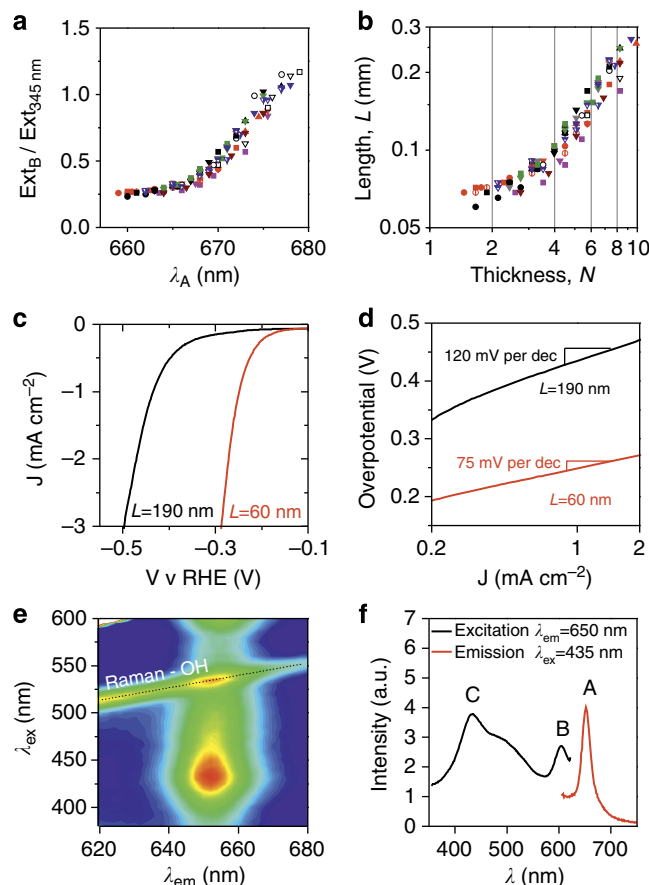 a
b
1.5
1.0
0.5
0.0
Ext_B / Ext_345 nm
660
670
680
λ_A (nm)
0.3
0.1
0.05
Length, L (mm)
1
2
4
6
8
10
Thickness, N
c
d
0
−1
−2
−3
J (mA cm⁻²)
L=190 nm
L=60 nm
−0.5
−0.3
−0.1
V v RHE (V)
0.5
0.4
0.3
0.2
Overpotential (V)
120 mV per dec
L=190 nm
75 mV per dec
L=60 nm
0.2
1
2
J (mA cm⁻²)
e
f
600
550
500
450
400
λ_ex (nm)
Raman - OH
620
640
660
680
λ_em (nm)
7
6
5
4
3
2
1
0
Intensity (a.u.)
Excitation λ_em=650 nm
Emission λ_ex=435 nm
C
B
A
400
500
600
700
λ (nm)